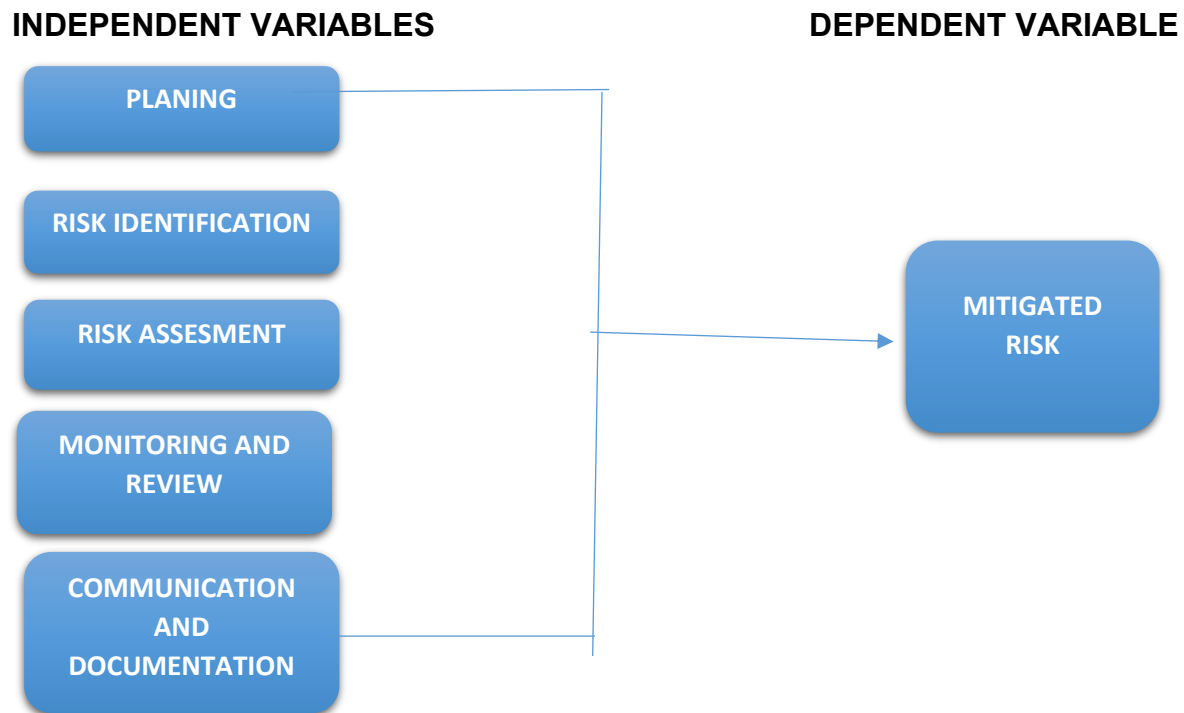 INDEPENDENT VARIABLES
DEPENDENT VARIABLE
PLANING
RISK IDENTIFICATION
RISK ASSESMENT
MONITORING AND
REVIEW
COMMUNICATION
AND
DOCUMENTATION
MITIGATED
RISK